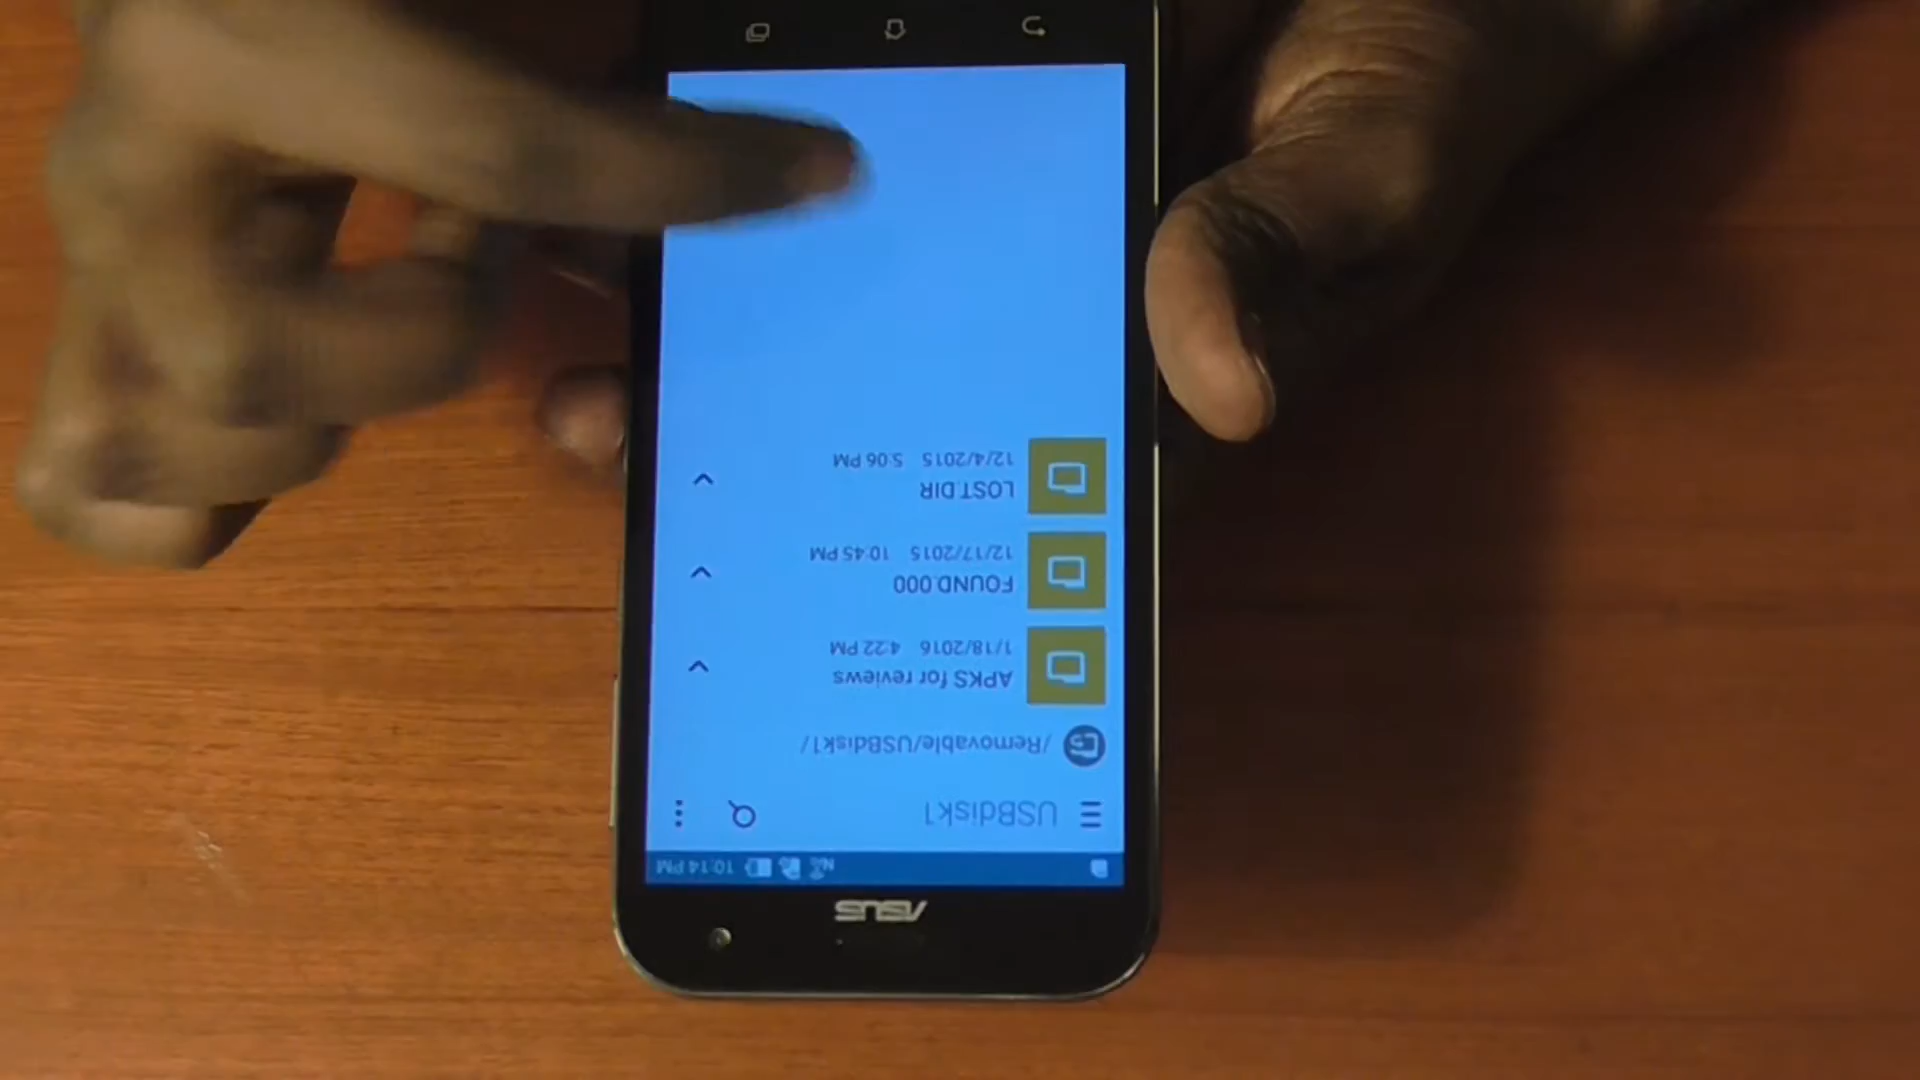 ASUS
10:14 PM
USBdisk1
/Removable/USBdisk1/
APKS for reviews
1/18/2016 4:22 PM
FOUND.000
12/17/2015 10:45 PM
LOST.DIR
12/4/2015 5:06 PM